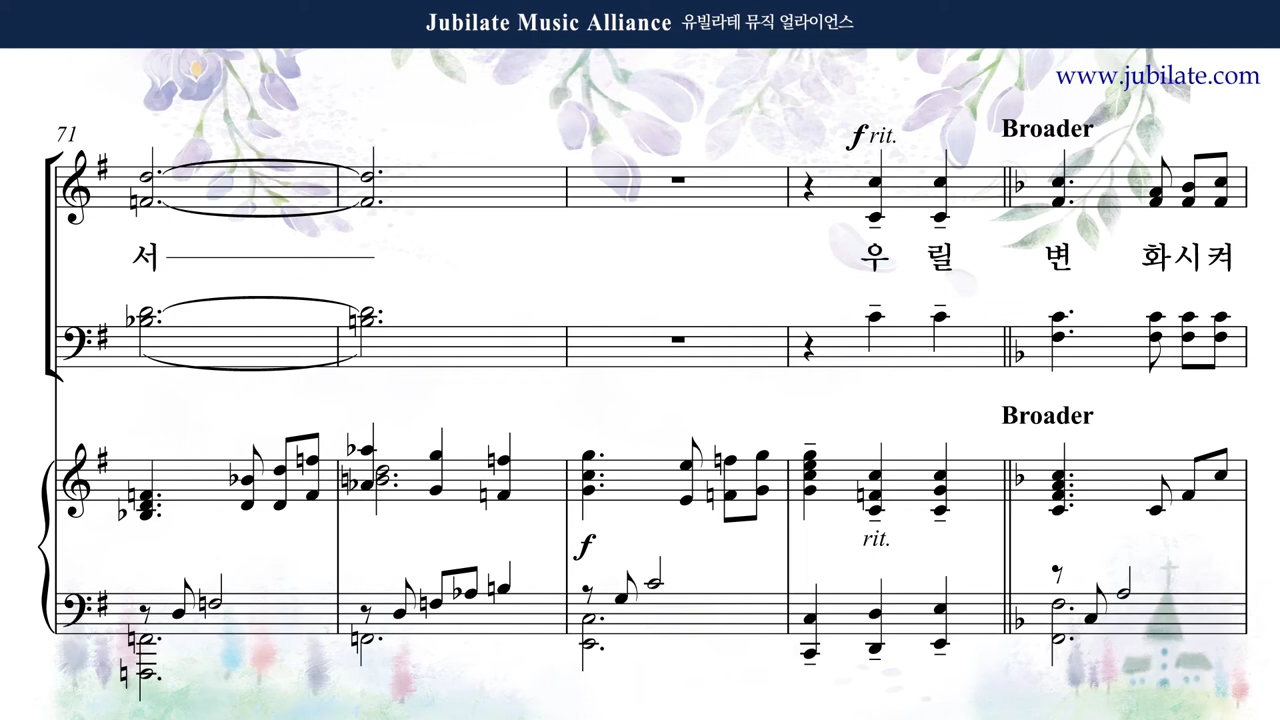 Jubilate Music Alliance 유빌라테 뮤직 얼라이언스
www.jubilate.com
71
f rit.
Broader
서 우 릴 변 화 시 켜
Broader
f
rit.